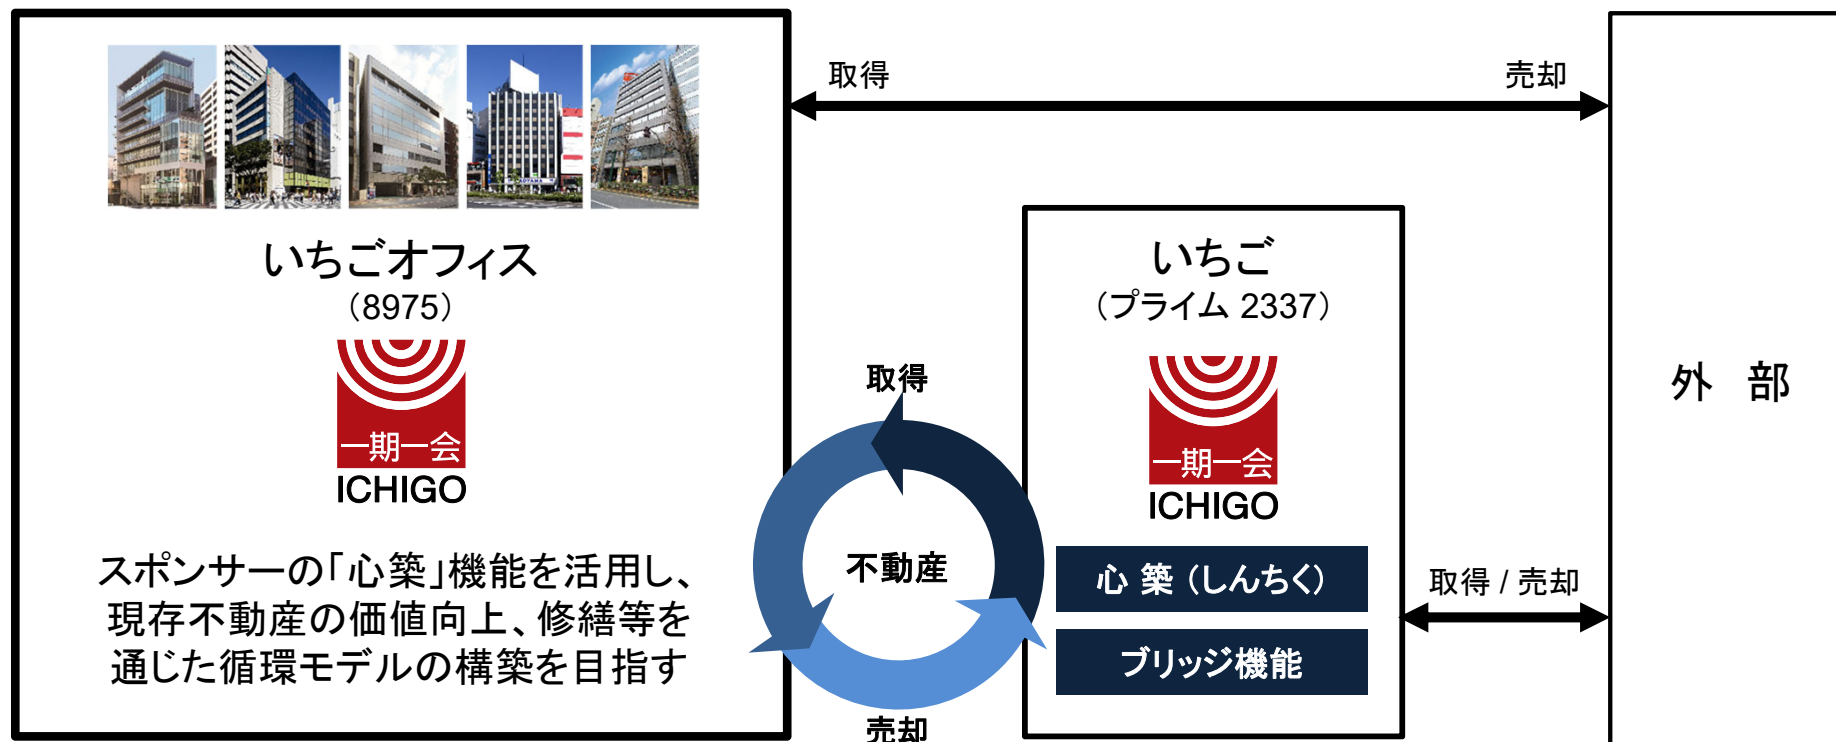 取得
売却
AOYAMA
いちごオフィス
（8975）
一期一会
ICHIGO
スポンサーの「心築」機能を活用し、
現存不動産の価値向上、修繕等を
通じた循環モデルの構築を目指す
取得
不動産
売却
いちご
（プライム 2337）
一期一会
ICHIGO
心 築（しんちく）
ブリッジ機能
取得 / 売却
外 部